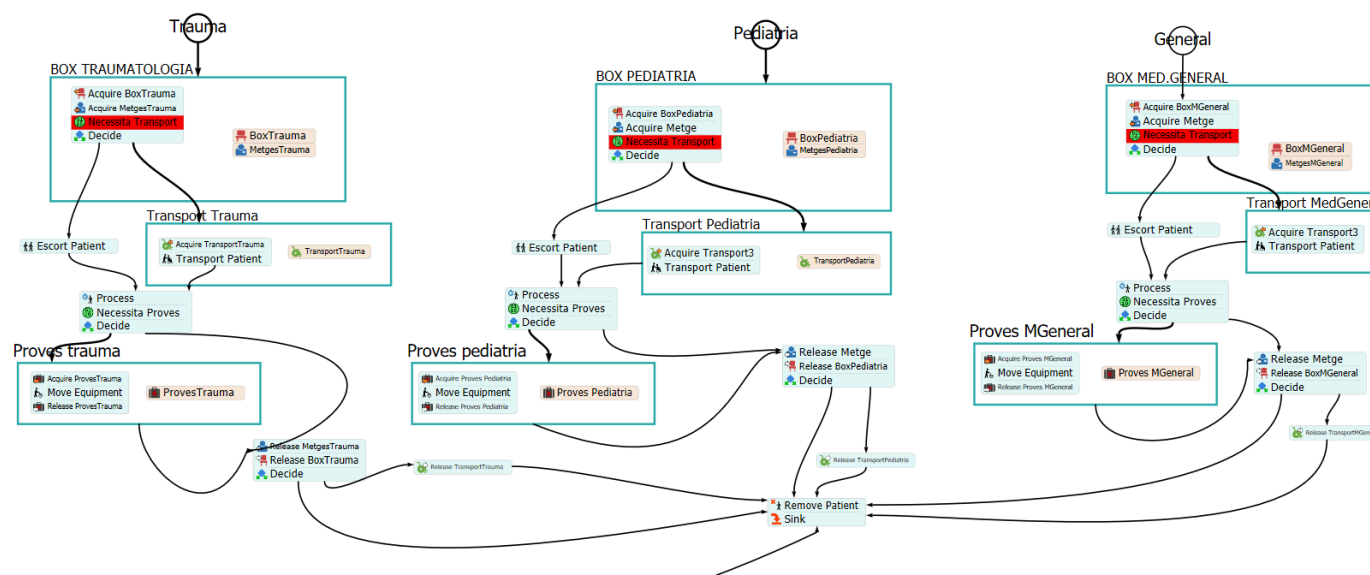 Trauma
BOX TRAUMATOLOGIA
Acquire BoxTrauma
Acquire MetgesTrauma
Necessita Transport
Decide
BoxTrauma
MetgesTrauma
Transport Trauma
Escort Patient
Acquire TransportTrauma
Transport Patient
TransportTrauma
Process
Necessita Proves
Decide
Proves trauma
Acquire ProvesTrauma
Move Equipment
Release ProvesTrauma
ProvesTrauma
Release MetgesTrauma
Release BoxTrauma
Decide
Release TransportTrauma
Pediatria
BOX PEDIATRIA
Acquire BoxPediatria
Acquire Metge
Necessita Transport
Decide
BoxPediatria
MetgesPediatria
Transport Pediatria
Escort Patient
Acquire Transport3
Transport Patient
TransportPediatria
Process
Necessita Proves
Decide
Proves pediatria
Acquire Proves Pediatria
Move Equipment
Release Proves Pediatria
Proves Pediatria
Release Metge
Release BoxPediatria
Decide
Release TransportPediatria
Remove Patient
Sink
General
BOX MED.GENERAL
Acquire BoxMGeneral
Acquire Metge
Necessita Transport
Decide
BoxMGeneral
MetgesMGeneral
Transport MedGener
Escort Patient
Acquire Transport3
Transport Patient
Process
Necessita Proves
Decide
Proves MGeneral
Acquire Proves MGeneral
Move Equipment
Release Proves MGeneral
Proves MGeneral
Release Metge
Release BoxMGeneral
Decide
Release TransportMGene